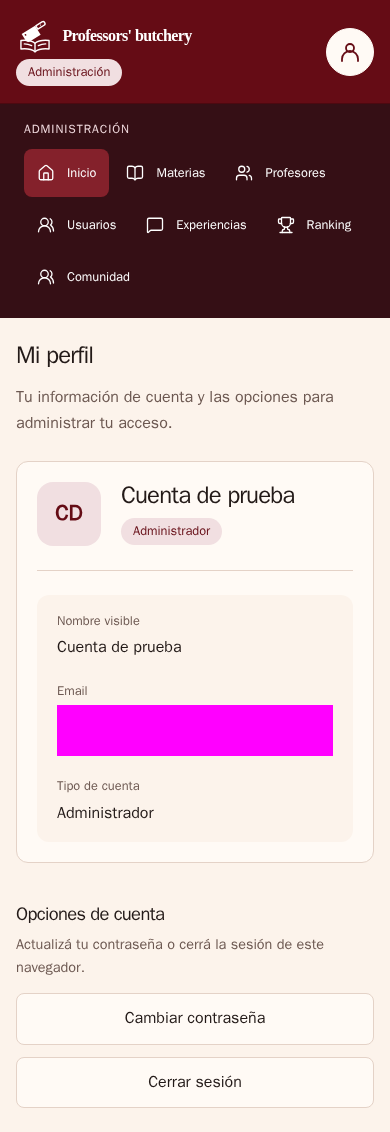 Professors' butchery
Administración
ADMINISTRACIÓN
Inicio
Materias
Profesores
Usuarios
Experiencias
Ranking
Comunidad
Mi perfil
Tu información de cuenta y las opciones para
administrar tu acceso.
CD
Cuenta de prueba
Administrador
Nombre visible
Cuenta de prueba
Email
Tipo de cuenta
Administrador
Opciones de cuenta
Actualizá tu contraseña o cerrá la sesión de este
navegador.
Cambiar contraseña
Cerrar sesión